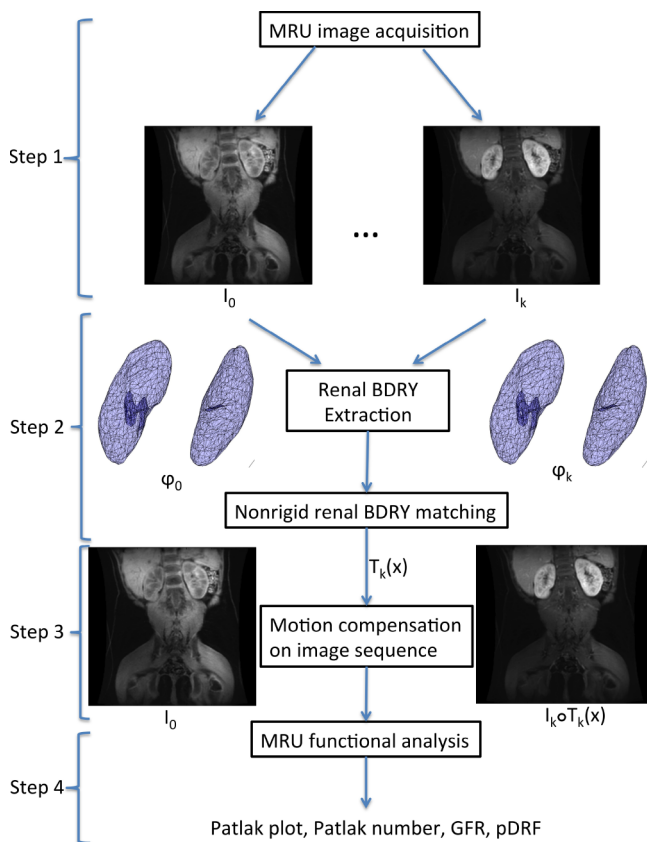 MRU image acquisition
Step 1
...
I₀
Iₖ
Renal BDRY
Extraction
Step 2
φ₀
φₖ
Nonrigid renal BDRY matching
Tₖ(x)
Step 3
Motion compensation
on image sequence
I₀
Iₖ∘Tₖ(x)
MRU functional analysis
Step 4
Patlak plot, Patlak number, GFR, pDRF